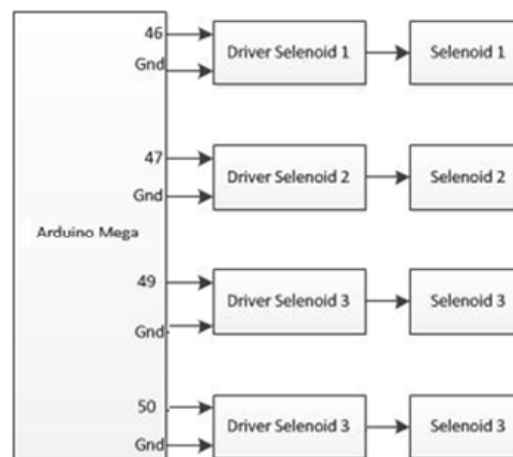 46
Gnd
Driver Selenoid 1
Selenoid 1
47
Gnd
Driver Selenoid 2
Selenoid 2
Arduino Mega
49
Gnd
Driver Selenoid 3
Selenoid 3
50
Gnd
Driver Selenoid 3
Selenoid 3